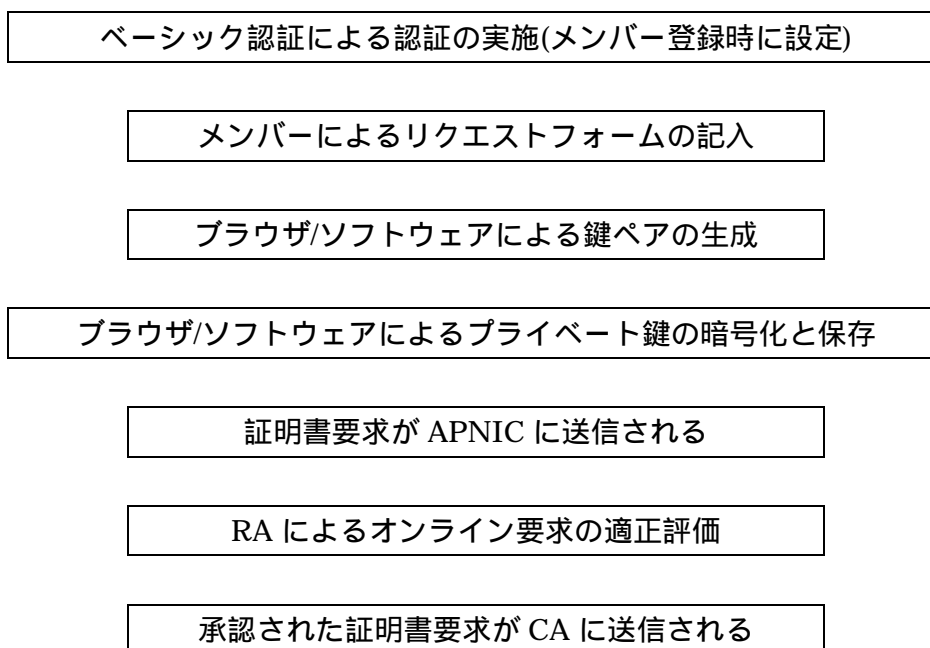 ベーシック認証による認証の実施(メンバー登録時に設定)
メンバーによるリクエストフォームの記入
ブラウザ/ソフトウェアによる鍵ペアの生成
ブラウザ/ソフトウェアによるプライベート鍵の暗号化と保存
証明書要求が APNIC に送信される
RA によるオンライン要求の適正評価
承認された証明書要求が CA に送信される